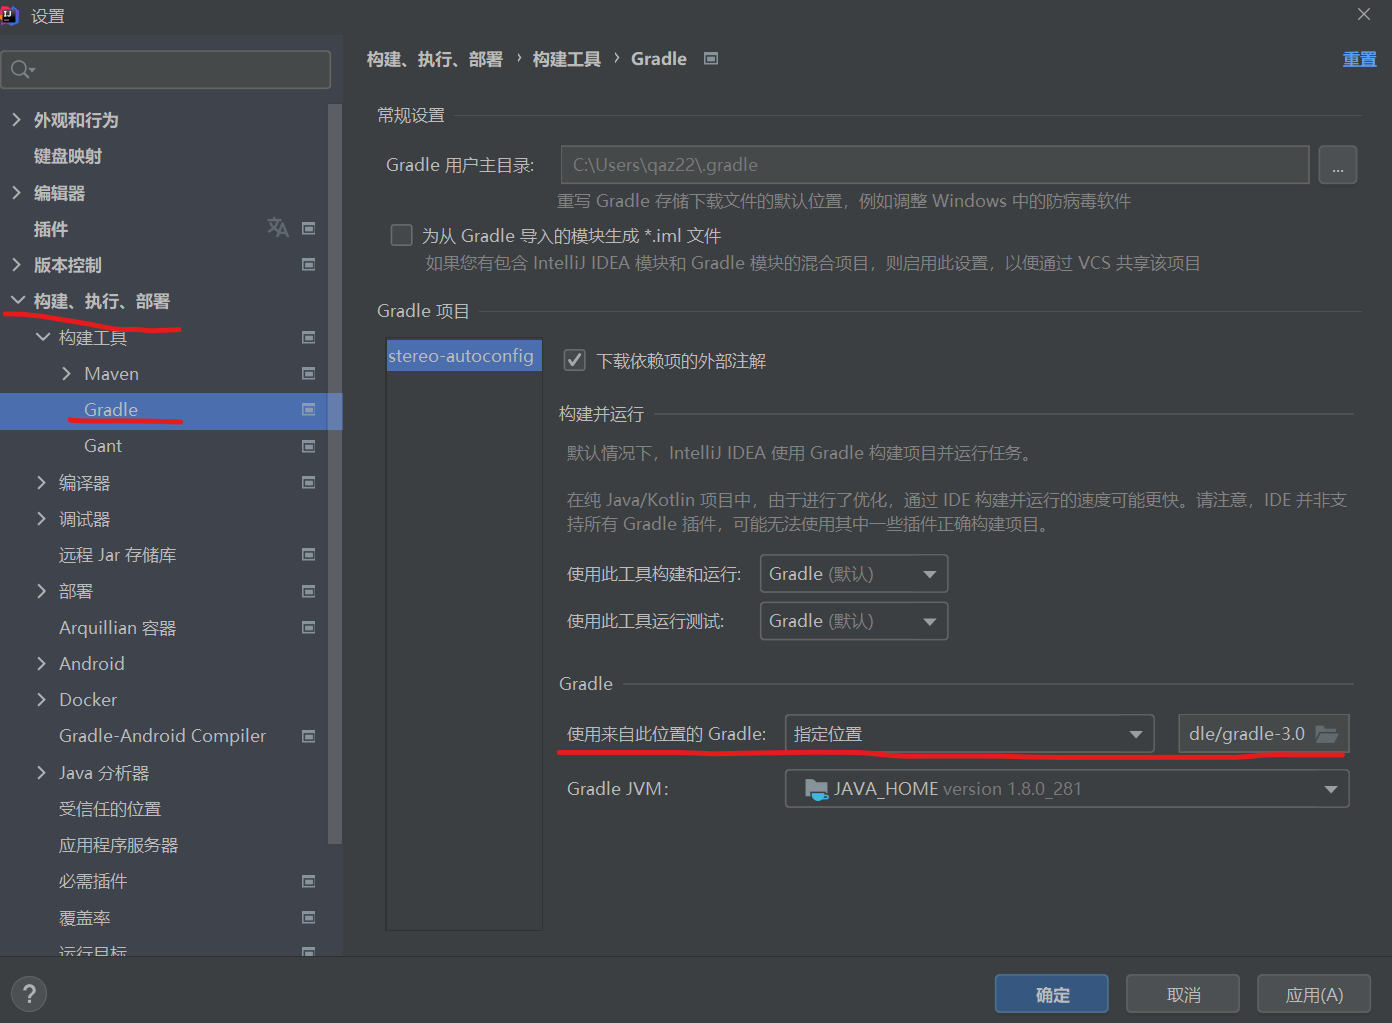 设置
构建、执行、部署 › 构建工具 › Gradle
重置
外观和行为
键盘映射
编辑器
插件
版本控制
构建、执行、部署
构建工具
Maven
Gradle
Gant
编译器
调试器
远程 Jar 存储库
部署
Arquillian 容器
Android
Docker
Gradle-Android Compiler
Java 分析器
受信任的位置
应用程序服务器
必需插件
覆盖率
运行目标
常规设置
Gradle 用户主目录:
C:\Users\qaz22\.gradle
...
重写 Gradle 存储下载文件的默认位置，例如调整 Windows 中的防病毒软件
为从 Gradle 导入的模块生成 *.iml 文件
如果您有包含 IntelliJ IDEA 模块和 Gradle 模块的混合项目，则启用此设置，以便通过 VCS 共享该项目
Gradle 项目
stereo-autoconfig
下载依赖项的外部注解
构建并运行
默认情况下，IntelliJ IDEA 使用 Gradle 构建项目并运行任务。
在纯 Java/Kotlin 项目中，由于进行了优化，通过 IDE 构建并运行的速度可能更快。请注意，IDE 并非支
持所有 Gradle 插件，可能无法使用其中一些插件正确构建项目。
使用此工具构建和运行: Gradle (默认)
使用此工具运行测试: Gradle (默认)
Gradle
使用来自此位置的 Gradle: 指定位置 dle/gradle-3.0
Gradle JVM: JAVA_HOME version 1.8.0_281
?
确定
取消
应用(A)